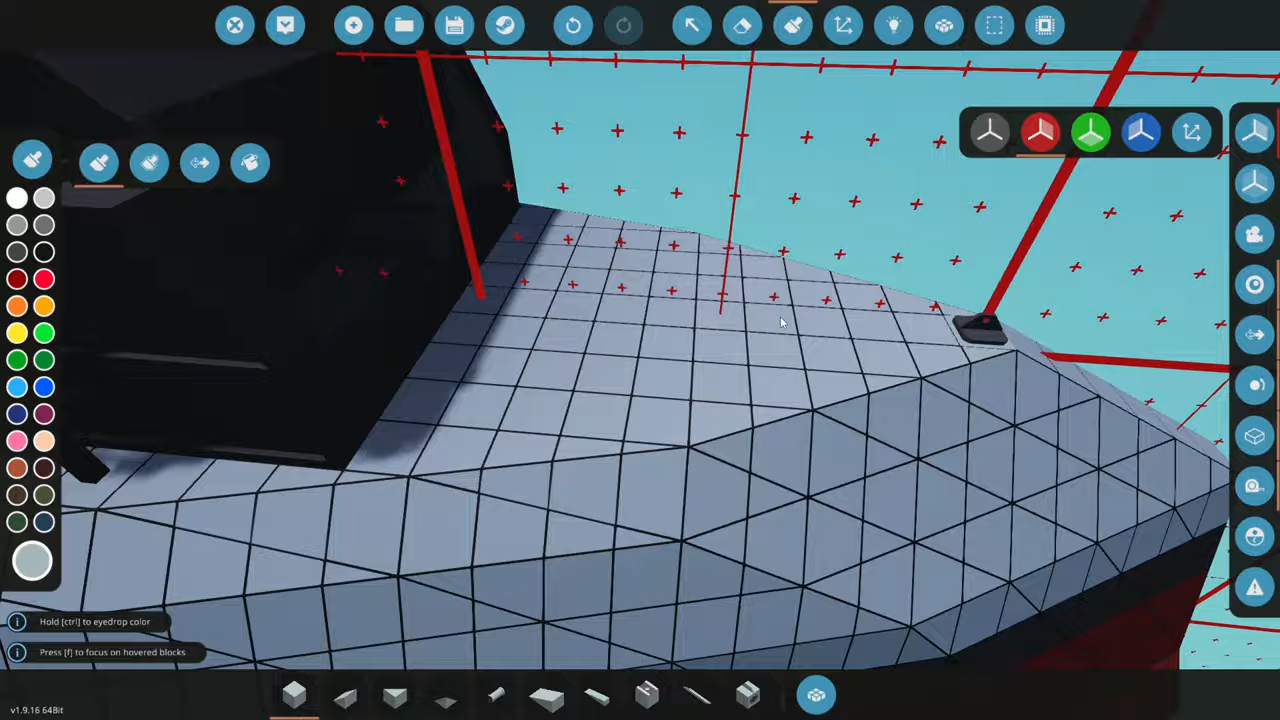 Hold [ctrl] to eyedrop color
Press [f] to focus on hovered blocks
v1.9.16 64Bit